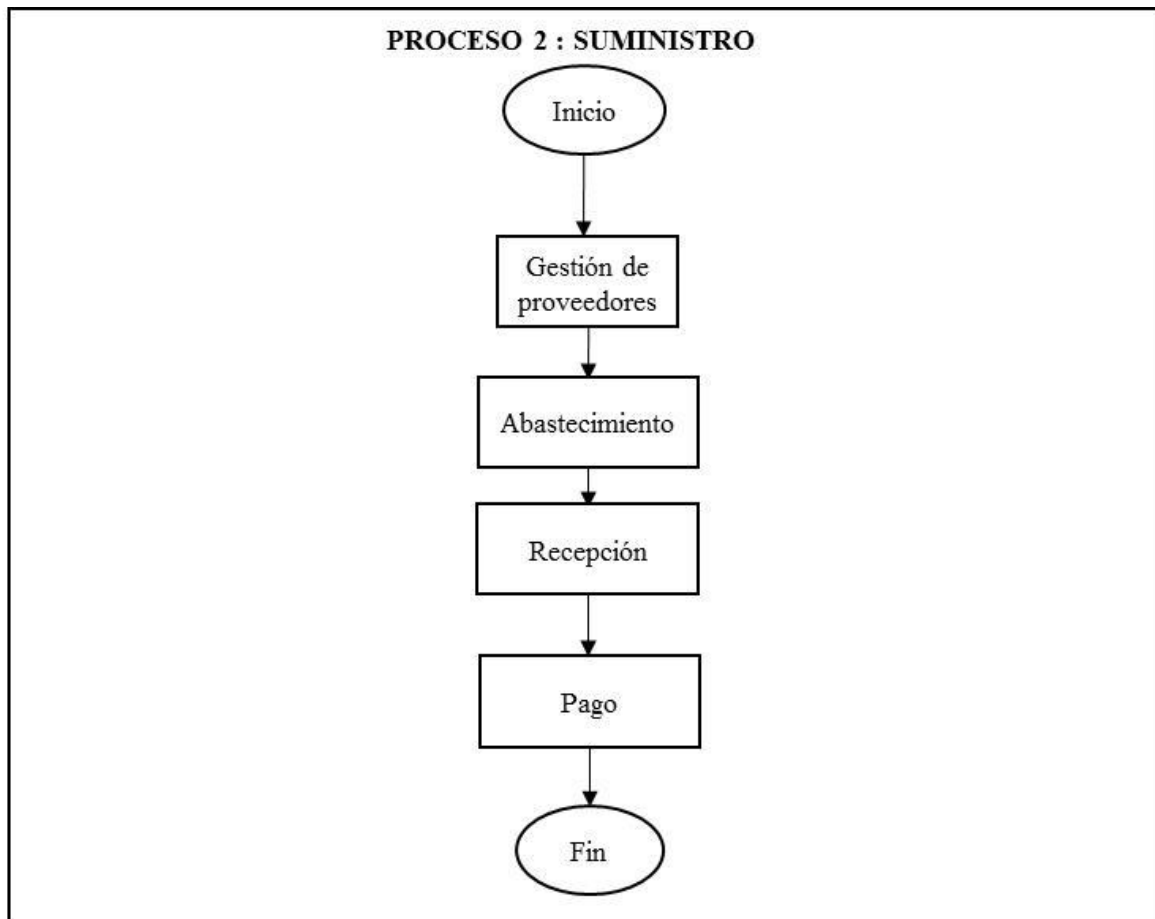 PROCESO 2 : SUMINISTRO
Inicio
Gestión de
proveedores
Abastecimiento
Recepción
Pago
Fin